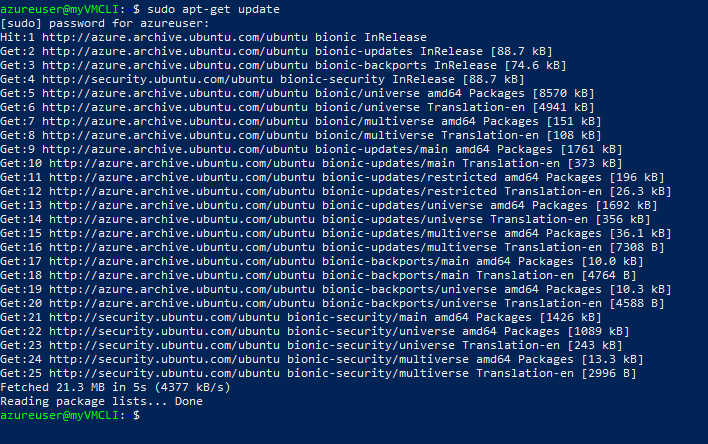 azureuser@myVMCLI: $ sudo apt-get update
[sudo] password for azureuser:
Hit:1 http://azure.archive.ubuntu.com/ubuntu bionic InRelease
Get:2 http://azure.archive.ubuntu.com/ubuntu bionic-updates InRelease [88.7 kB]
Get:3 http://azure.archive.ubuntu.com/ubuntu bionic-backports InRelease [74.6 kB]
Get:4 http://security.ubuntu.com/ubuntu bionic-security InRelease [88.7 kB]
Get:5 http://azure.archive.ubuntu.com/ubuntu bionic/universe amd64 Packages [8570 kB]
Get:6 http://azure.archive.ubuntu.com/ubuntu bionic/universe Translation-en [4941 kB]
Get:7 http://azure.archive.ubuntu.com/ubuntu bionic/multiverse amd64 Packages [151 kB]
Get:8 http://azure.archive.ubuntu.com/ubuntu bionic/multiverse Translation-en [108 kB]
Get:9 http://azure.archive.ubuntu.com/ubuntu bionic-updates/main amd64 Packages [1761 kB]
Get:10 http://azure.archive.ubuntu.com/ubuntu bionic-updates/main Translation-en [373 kB]
Get:11 http://azure.archive.ubuntu.com/ubuntu bionic-updates/restricted amd64 Packages [196 kB]
Get:12 http://azure.archive.ubuntu.com/ubuntu bionic-updates/restricted Translation-en [26.3 kB]
Get:13 http://azure.archive.ubuntu.com/ubuntu bionic-updates/universe amd64 Packages [1692 kB]
Get:14 http://azure.archive.ubuntu.com/ubuntu bionic-updates/universe Translation-en [356 kB]
Get:15 http://azure.archive.ubuntu.com/ubuntu bionic-updates/multiverse amd64 Packages [36.1 kB]
Get:16 http://azure.archive.ubuntu.com/ubuntu bionic-updates/multiverse Translation-en [7308 B]
Get:17 http://azure.archive.ubuntu.com/ubuntu bionic-backports/main amd64 Packages [10.0 kB]
Get:18 http://azure.archive.ubuntu.com/ubuntu bionic-backports/main Translation-en [4764 B]
Get:19 http://azure.archive.ubuntu.com/ubuntu bionic-backports/universe amd64 Packages [10.3 kB]
Get:20 http://azure.archive.ubuntu.com/ubuntu bionic-backports/universe Translation-en [4588 B]
Get:21 http://security.ubuntu.com/ubuntu bionic-security/main amd64 Packages [1426 kB]
Get:22 http://security.ubuntu.com/ubuntu bionic-security/universe amd64 Packages [1089 kB]
Get:23 http://security.ubuntu.com/ubuntu bionic-security/universe Translation-en [243 kB]
Get:24 http://security.ubuntu.com/ubuntu bionic-security/multiverse amd64 Packages [13.3 kB]
Get:25 http://security.ubuntu.com/ubuntu bionic-security/multiverse Translation-en [2996 B]
Fetched 21.3 MB in 5s (4377 kB/s)
Reading package lists... Done
azureuser@myVMCLI: $